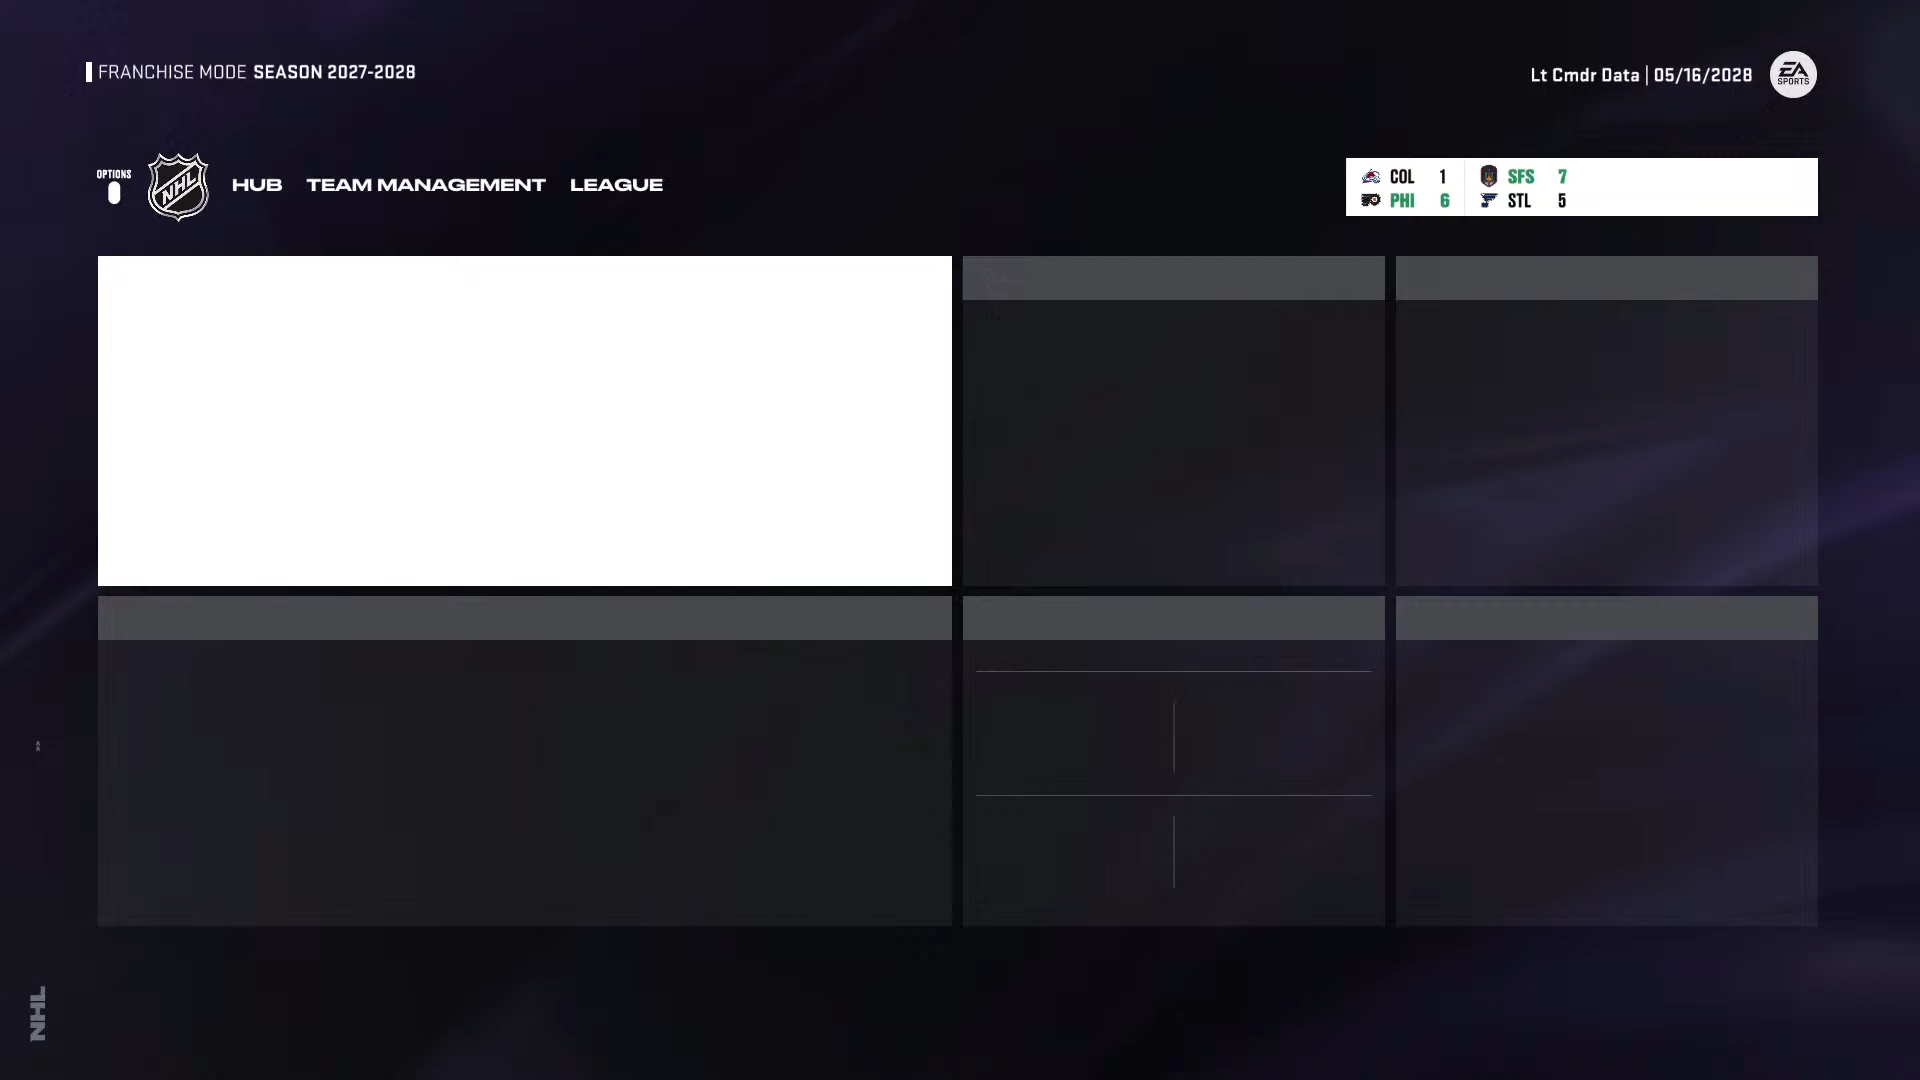 FRANCHISE MODE SEASON 2027-2028
Lt Cmdr Data | 05/16/2028
EA SPORTS
OPTIONS
NHL
HUB TEAM MANAGEMENT LEAGUE
COL 1
PHI 6
SFS 7
STL 5
NHL